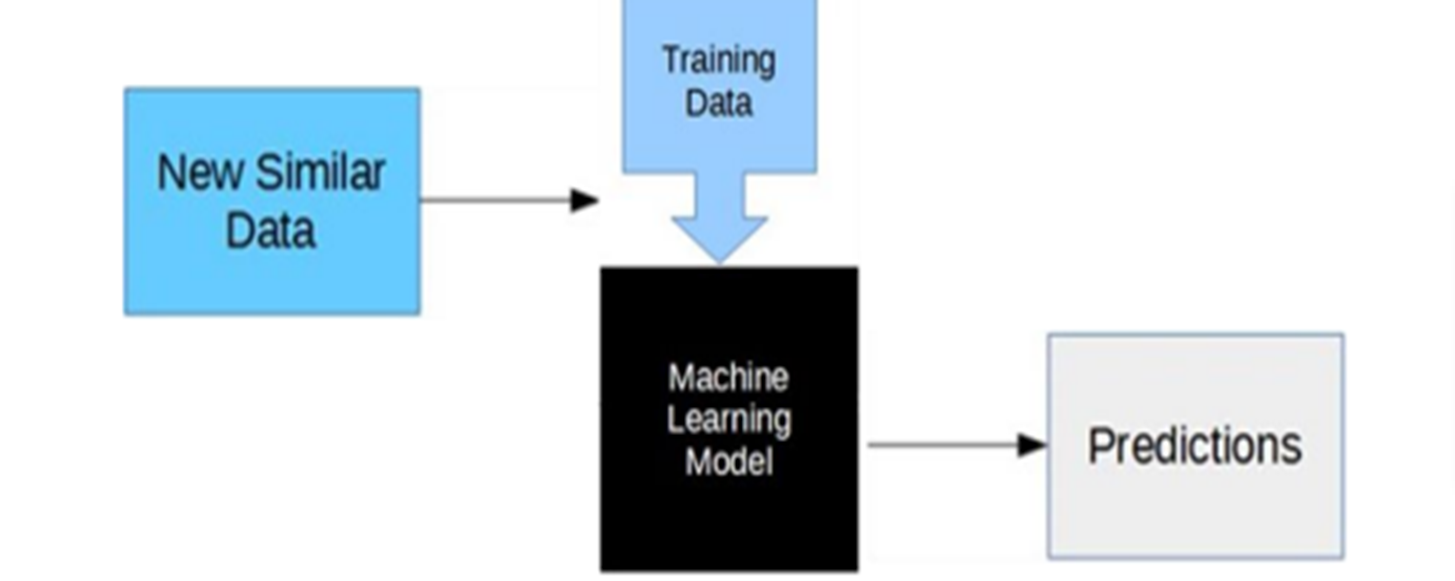 Training
Data
New Similar
Data
Machine
Learning
Model
Predictions